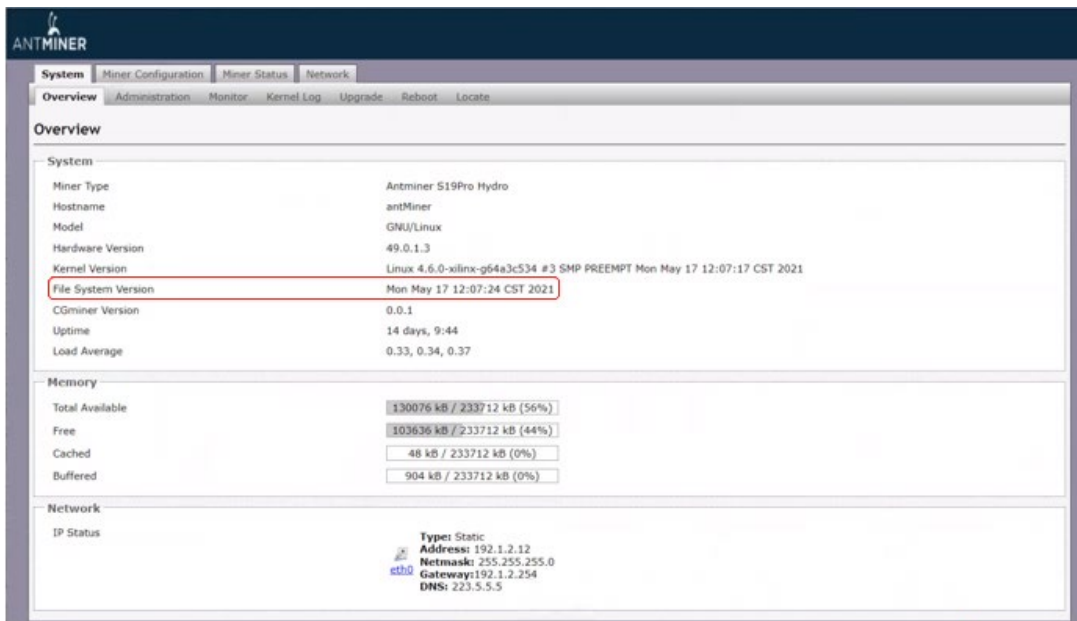 ANTMINER
System Miner Configuration Miner Status Network
Overview Administration Monitor Kernel Log Upgrade Reboot Locate
Overview
System
Miner Type Antminer S19Pro Hydro
Hostname antMiner
Model GNU/Linux
Hardware Version 49.0.1.3
Kernel Version Linux 4.6.0-xilinx-g64a3c534 #3 SMP PREEMPT Mon May 17 12:07:17 CST 2021
File System Version Mon May 17 12:07:24 CST 2021
CGminer Version 0.0.1
Uptime 14 days, 9:44
Load Average 0.33, 0.34, 0.37
Memory
Total Available 130076 kB / 233712 kB (56%)
Free 103636 kB / 233712 kB (44%)
Cached 48 kB / 233712 kB (0%)
Buffered 904 kB / 233712 kB (0%)
Network
IP Status
Type: Static
Address: 192.1.2.12
Netmask: 255.255.255.0
eth0
Gateway:192.1.2.254
DNS: 223.5.5.5